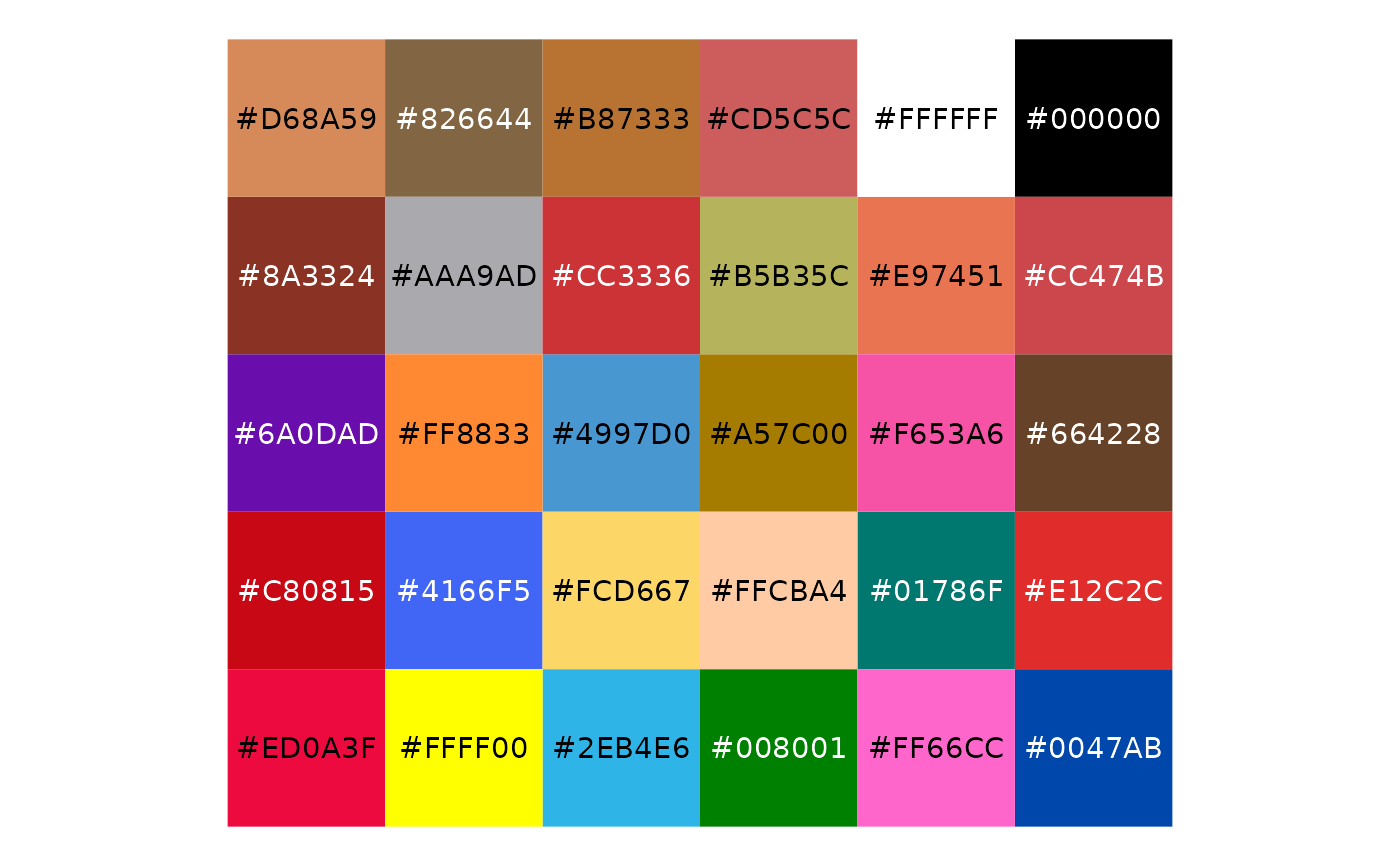 #D68A59 #826644 #B87333 #CD5C5C #FFFFFF #000000
#8A3324 #AAA9AD #CC3336 #B5B35C #E97451 #CC474B
#6A0DAD #FF8833 #4997D0 #A57C00 #F653A6 #664228
#C80815 #4166F5 #FCD667 #FFCBA4 #01786F #E12C2C
#ED0A3F #FFFF00 #2EB4E6 #008001 #FF66CC #0047AB